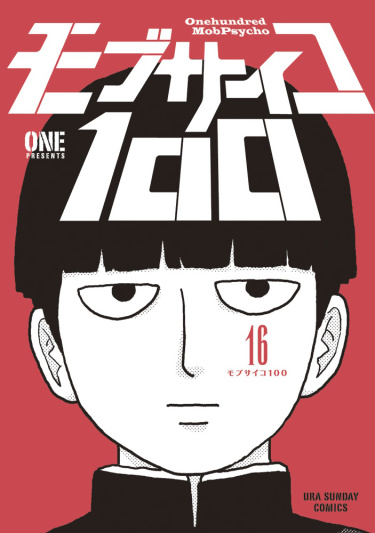 Onehundred
MobPsycho
モブサイコ
100
ONE
PRESENTS
16
モブサイコ100
URA SUNDAY
COMICS